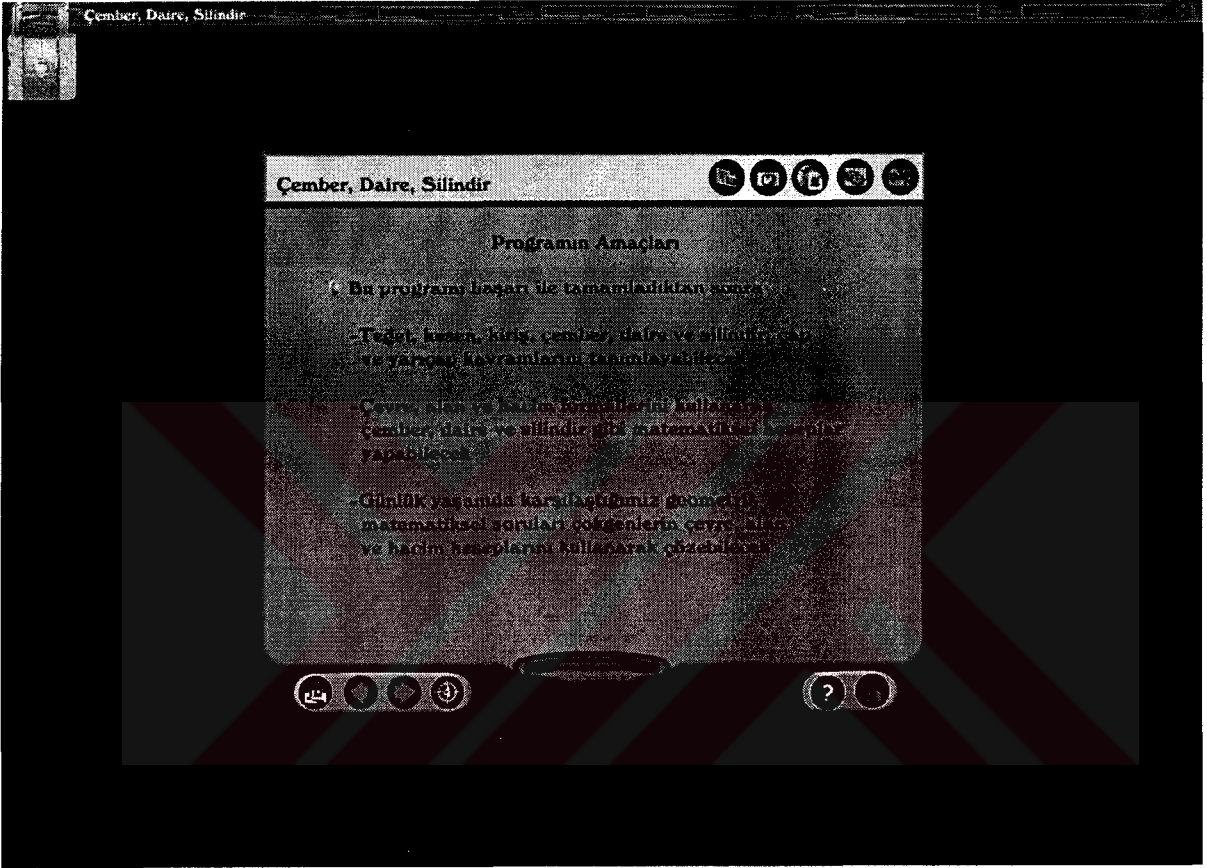 Çember, Daire, Silindir
Çember, Daire, Silindir
Programın Amaçları
Bu programı başarı ile tamamladıktan sonra
-Teğet, kesen, kiriş, çember, daire ve silindir, çap
ve yarıçap kavramlarını tanımlayabilecek
-Çevre, alan ve hacim formüllerini kullanarak
çember, daire ve silindir gibi matematiksel hesaplar
yapabilecek
-Günlük yaşamda karşılaştığımız geometrik
matematiksel soruları çokgenlerin çevre, alan
ve hacim hesaplarını kullanarak çözebilecek
?